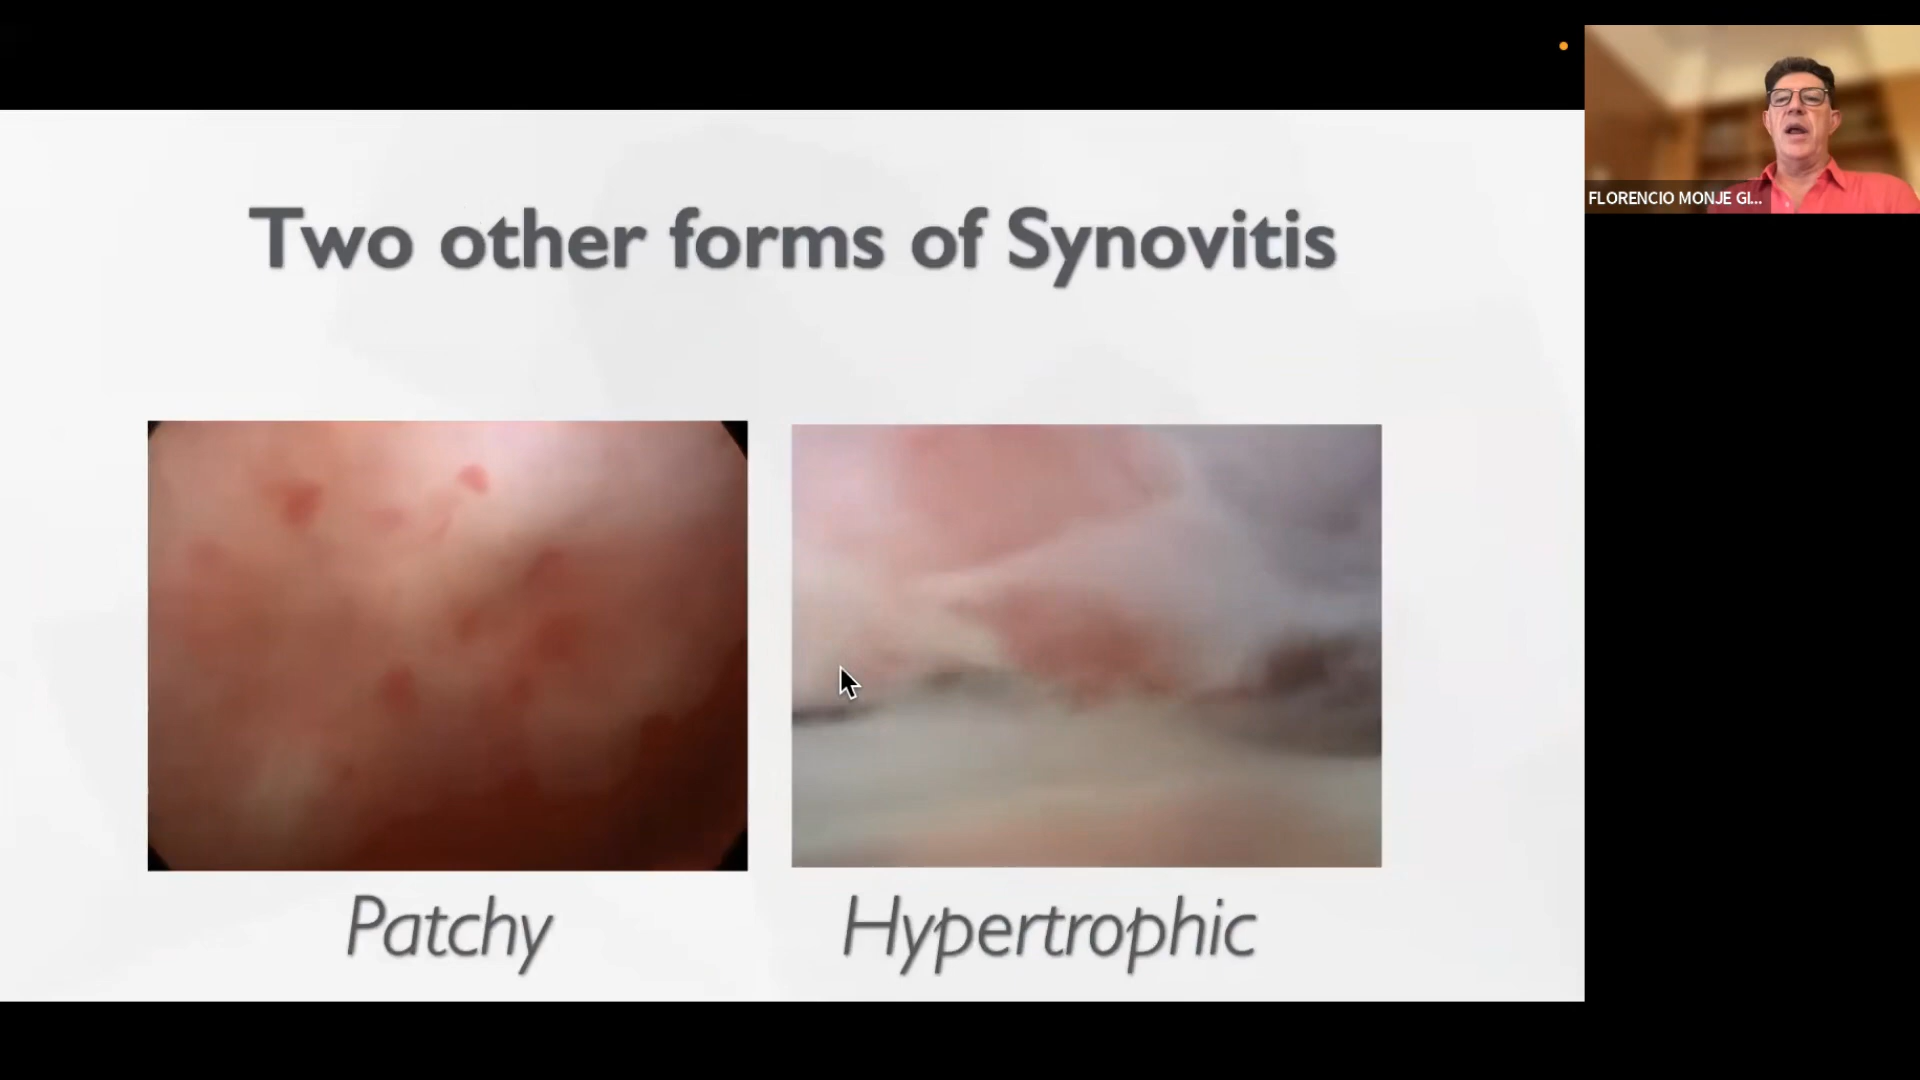 FLORENCIO MONJE GI...
Two other forms of Synovitis
Patchy
Hypertrophic